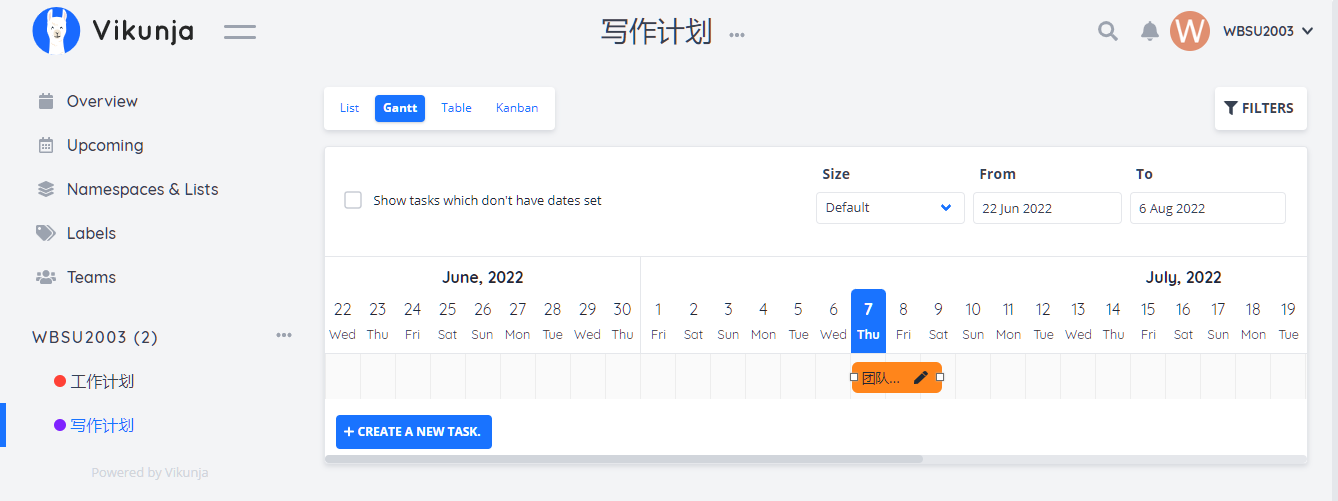 Vikunja
写作计划 •••
W WBSU2003
Overview
Upcoming
Namespaces & Lists
Labels
Teams
WBSU2003 (2) •••
工作计划
写作计划
Powered by Vikunja
List Gantt Table Kanban
FILTERS
Show tasks which don't have dates set
Size From To
Default 22 Jun 2022 6 Aug 2022
June, 2022 July, 2022
22 23 24 25 26 27 28 29 30 1 2 3 4 5 6 7 8 9 10 11 12 13 14 15 16 17 18 19
Wed Thu Fri Sat Sun Mon Tue Wed Thu Fri Sat Sun Mon Tue Wed Thu Fri Sat Sun Mon Tue Wed Thu Fri Sat Sun Mon Tue
团队...
+ CREATE A NEW TASK.